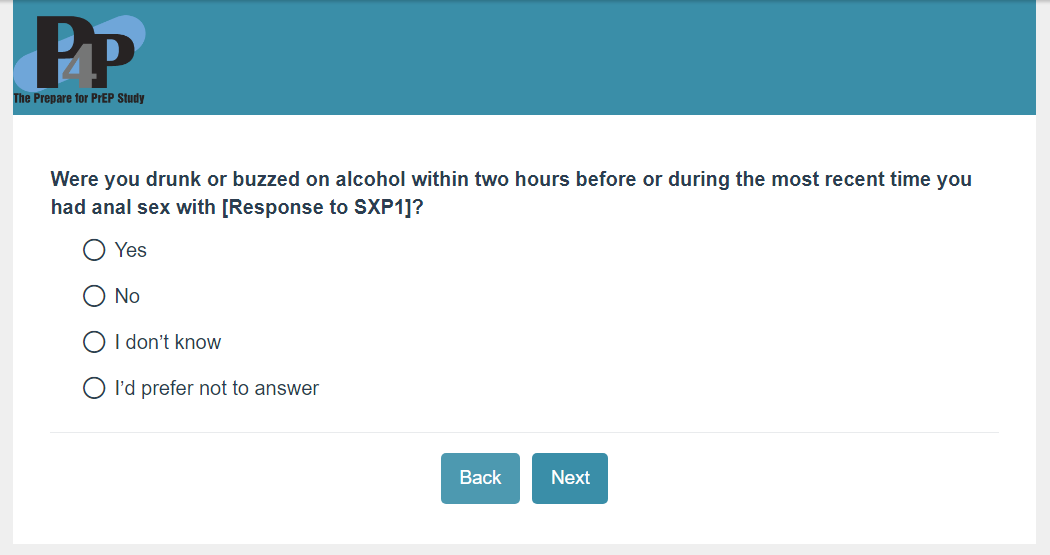 P4P
The Prepare for PrEP Study
Were you drunk or buzzed on alcohol within two hours before or during the most recent time you
had anal sex with [Response to SXP1]?
Yes
No
I don’t know
I’d prefer not to answer
Back
Next